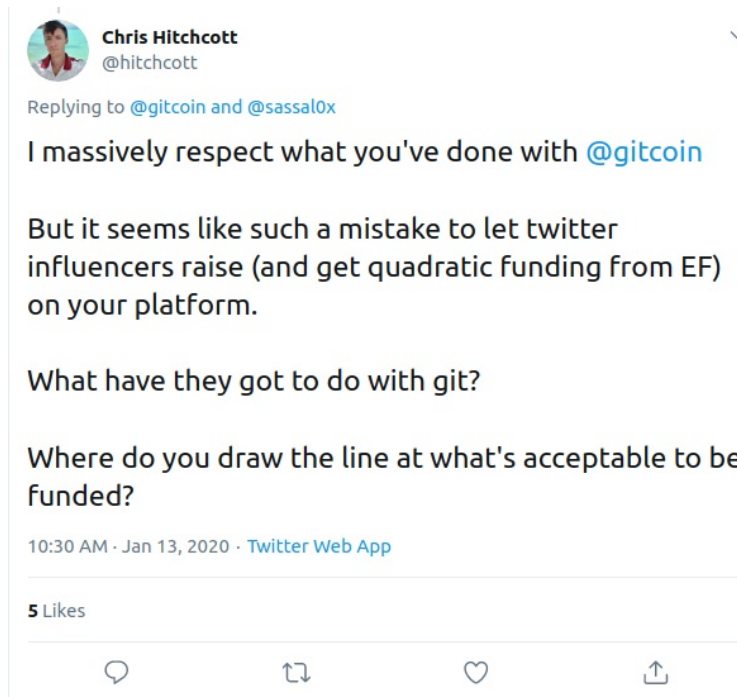 Chris Hitchcott
@hitchcott
Replying to @gitcoin and @sassal0x
I massively respect what you've done with @gitcoin
But it seems like such a mistake to let twitter
influencers raise (and get quadratic funding from EF)
on your platform.
What have they got to do with git?
Where do you draw the line at what's acceptable to be
funded?
10:30 AM · Jan 13, 2020 · Twitter Web App
5 Likes